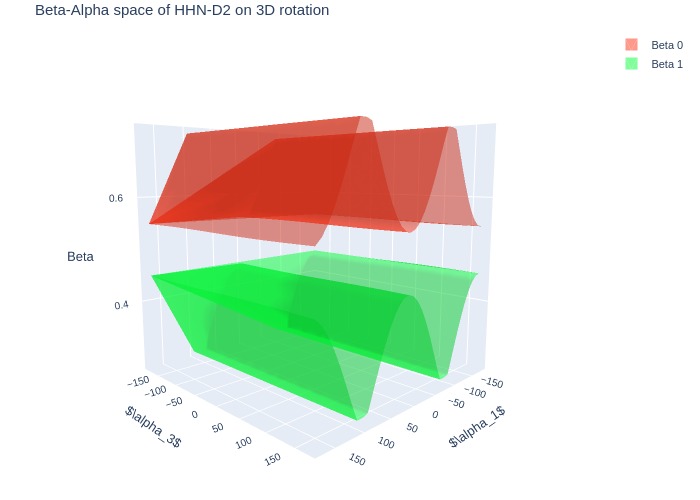 Beta-Alpha space of HHN-D2 on 3D rotation
Beta 0
Beta 1
0.6
Beta
0.4
−150
−100
−50
0
50
100
150
$\alpha_3$
−150
−100
−50
0
50
100
150
$\alpha_1$